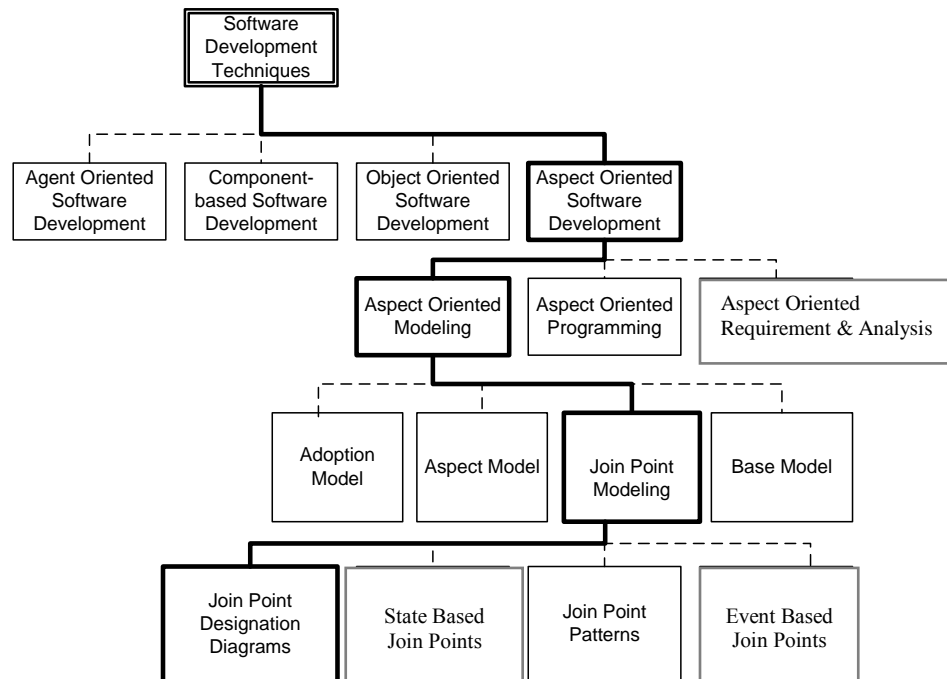 Software
Development
Techniques
Agent Oriented
Software
Development
Component-
based Software
Development
Object Oriented
Software
Development
Aspect Oriented
Software
Development
Aspect Oriented
Modeling
Aspect Oriented
Programming
Aspect Oriented
Requirement & Analysis
Adoption
Model
Aspect Model
Join Point
Modeling
Base Model
Join Point
Designation
Diagrams
State Based
Join Points
Join Point
Patterns
Event Based
Join Points